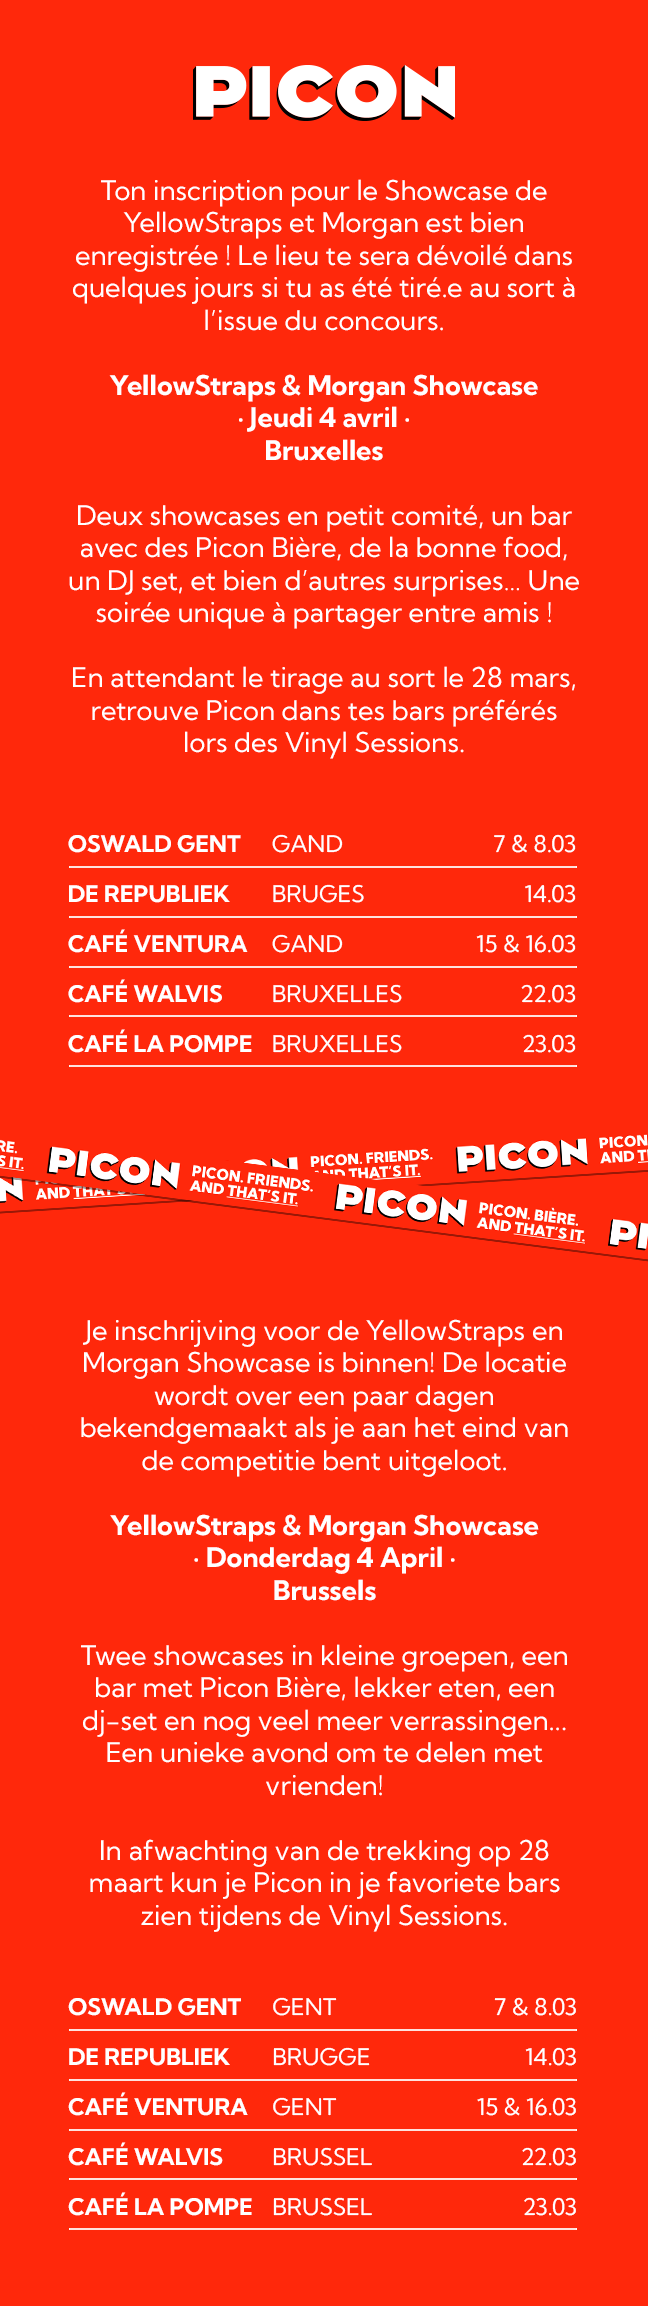 PICON
Ton inscription pour le Showcase de
YellowStraps et Morgan est bien
enregistrée ! Le lieu te sera dévoilé dans
quelques jours si tu as été tiré.e au sort à
l’issue du concours.
YellowStraps & Morgan Showcase
· Jeudi 4 avril ·
Bruxelles
Deux showcases en petit comité, un bar
avec des Picon Bière, de la bonne food,
un DJ set, et bien d’autres surprises... Une
soirée unique à partager entre amis !
En attendant le tirage au sort le 28 mars,
retrouve Picon dans tes bars préférés
lors des Vinyl Sessions.
OSWALD GENT GAND 7 & 8.03
DE REPUBLIEK BRUGES 14.03
CAFÉ VENTURA GAND 15 & 16.03
CAFÉ WALVIS BRUXELLES 22.03
CAFÉ LA POMPE BRUXELLES 23.03
PICON PICON. FRIENDS.
AND THAT’S IT.
PICON PICON. BIÈRE.
AND THAT’S IT.
PICON. FRIENDS.
AND THAT’S IT.
PICON PICON
AND
Je inschrijving voor de YellowStraps en
Morgan Showcase is binnen! De locatie
wordt over een paar dagen
bekendgemaakt als je aan het eind van
de competitie bent uitgeloot.
YellowStraps & Morgan Showcase
· Donderdag 4 April ·
Brussels
Twee showcases in kleine groepen, een
bar met Picon Bière, lekker eten, een
dj-set en nog veel meer verrassingen...
Een unieke avond om te delen met
vrienden!
In afwachting van de trekking op 28
maart kun je Picon in je favoriete bars
zien tijdens de Vinyl Sessions.
OSWALD GENT GENT 7 & 8.03
DE REPUBLIEK BRUGGE 14.03
CAFÉ VENTURA GENT 15 & 16.03
CAFÉ WALVIS BRUSSEL 22.03
CAFÉ LA POMPE BRUSSEL 23.03